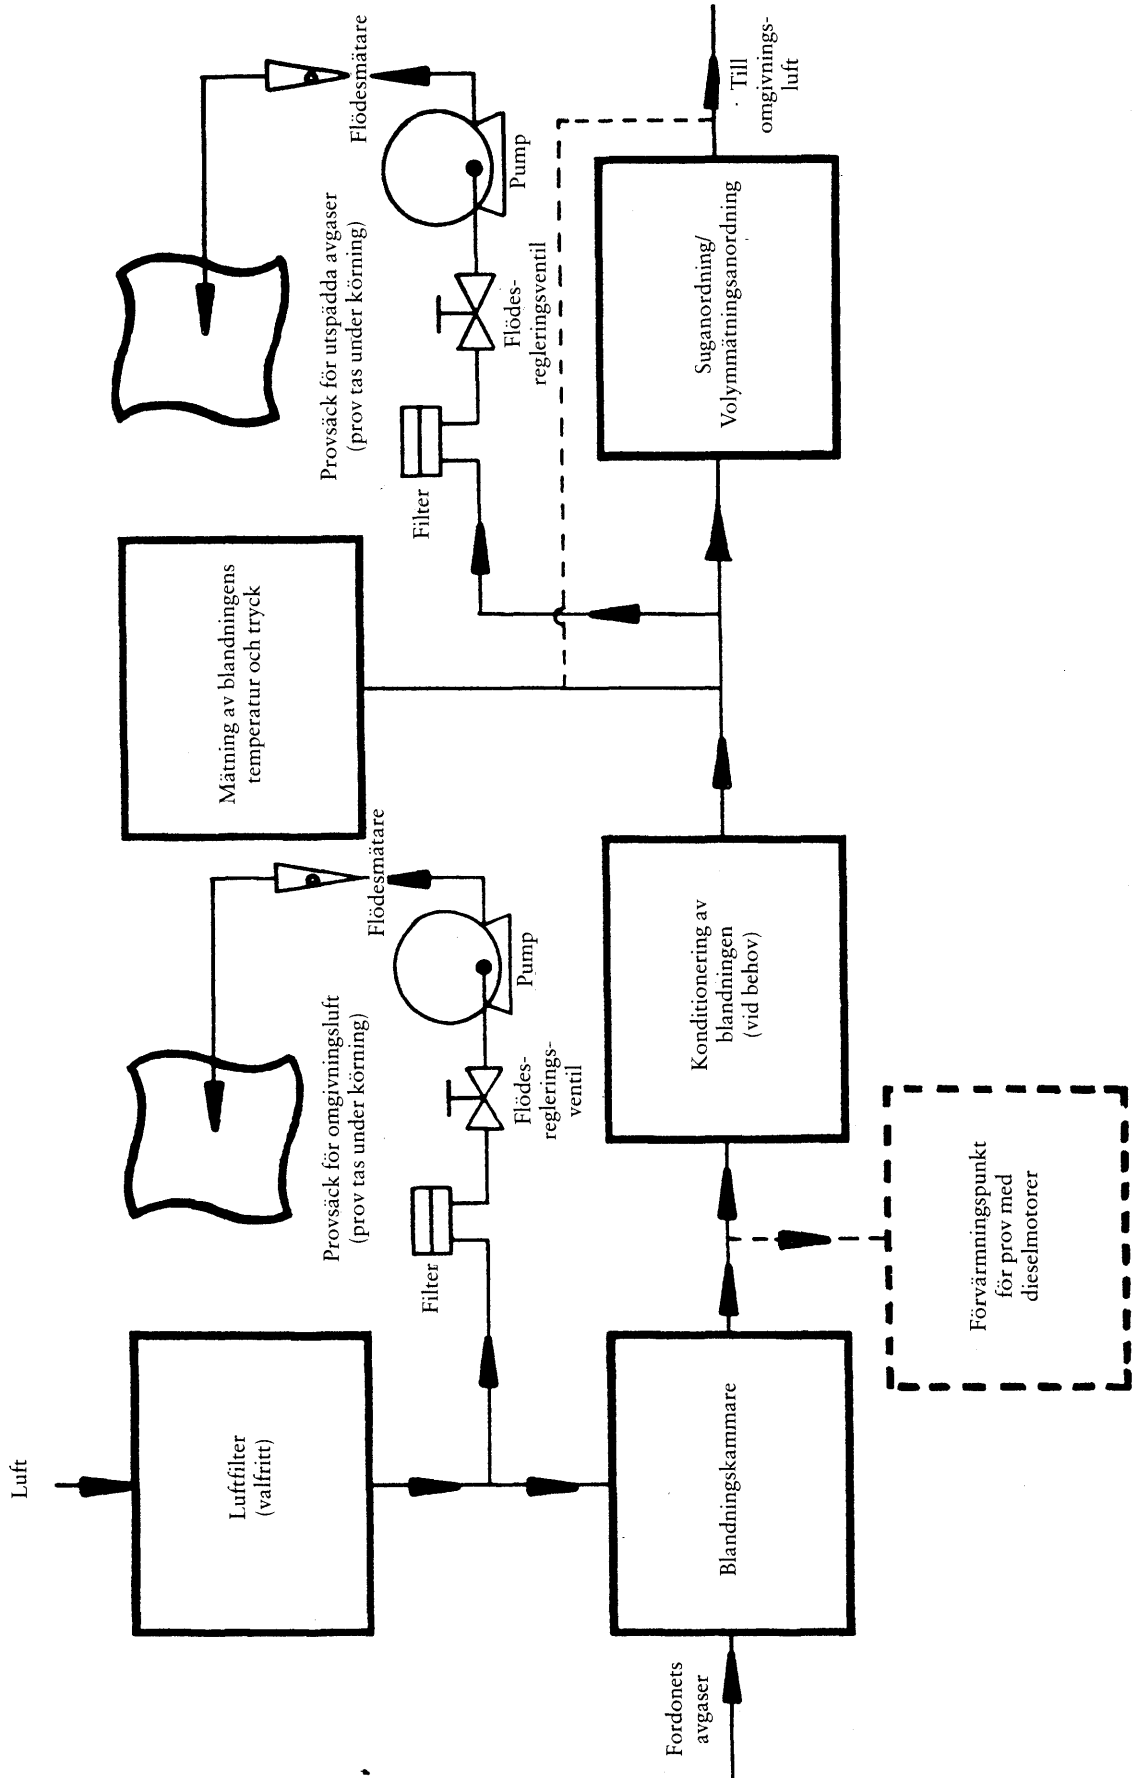 Luft
Luftfilter
(valfritt)
Fordonets
avgaser
Blandningskammare
Filter
Provsäck för omgivningsluft
(prov tas under körning)
Flödes-
reglerings-
ventil
Pump
Flödesmätare
Förvärmningspunkt
för prov med
dieselmotorer
Konditionering av
blandningen
(vid behov)
Mätning av blandningens
temperatur och tryck
Filter
Provsäck för utspädda avgaser
(prov tas under körning)
Flödes-
regleringsventil
Pump
Flödesmätare
Suganordning/
Volymmätningsanordning
Till
omgivnings-
luft